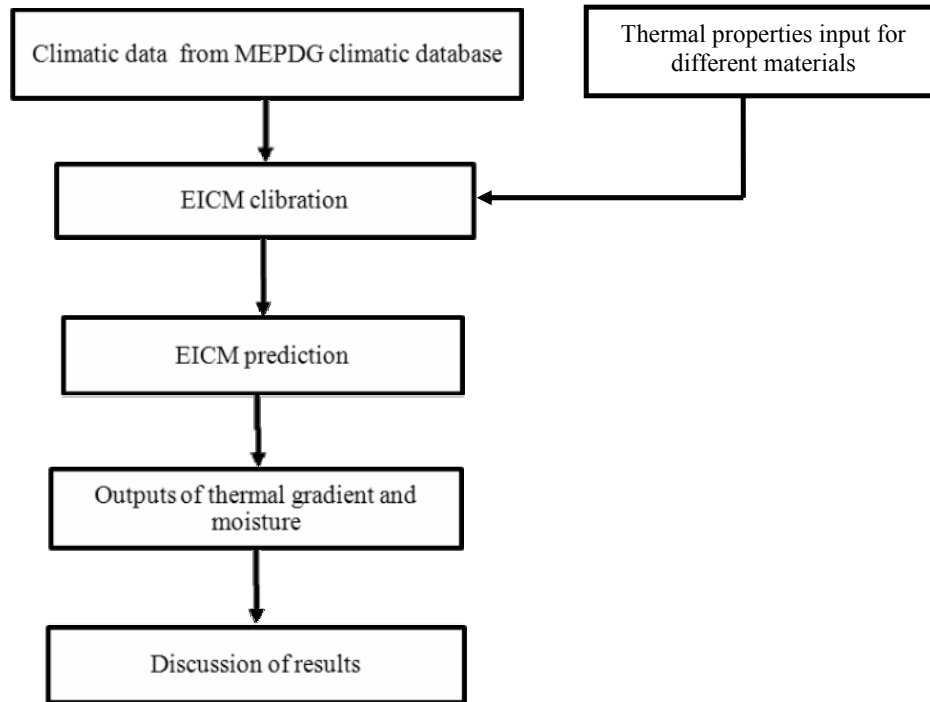 Climatic data from MEPDG climatic database
Thermal properties input for
different materials
EICM clibration
EICM prediction
Outputs of thermal gradient and
moisture
Discussion of results